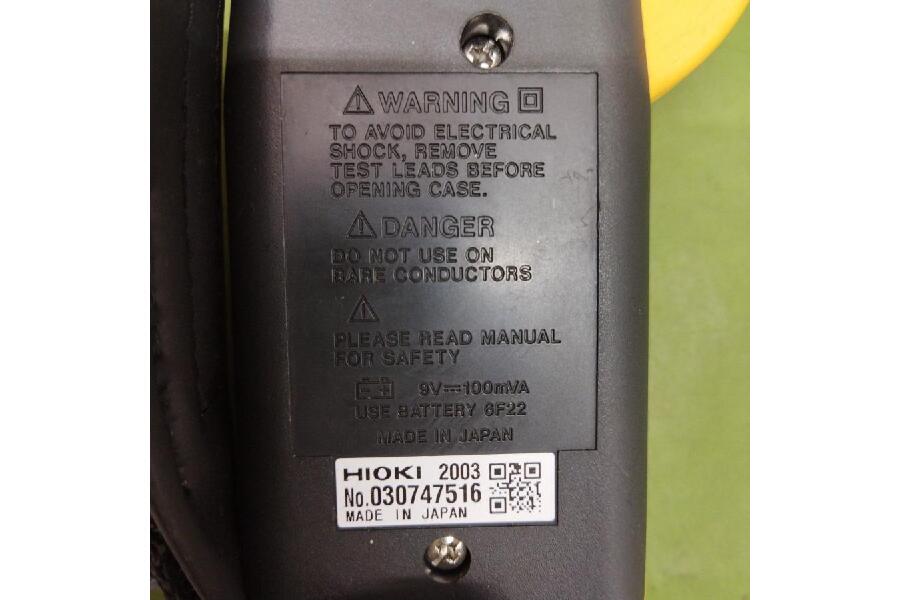 WARNING
TO AVOID ELECTRICAL
SHOCK, REMOVE
TEST LEADS BEFORE
OPENING CASE.
DANGER
DO NOT USE ON
BARE CONDUCTORS
PLEASE READ MANUAL
FOR SAFETY
9V⎓100mVA
USE BATTERY 6F22
MADE IN JAPAN
HIOKI 2003
No.030747516
MADE IN JAPAN